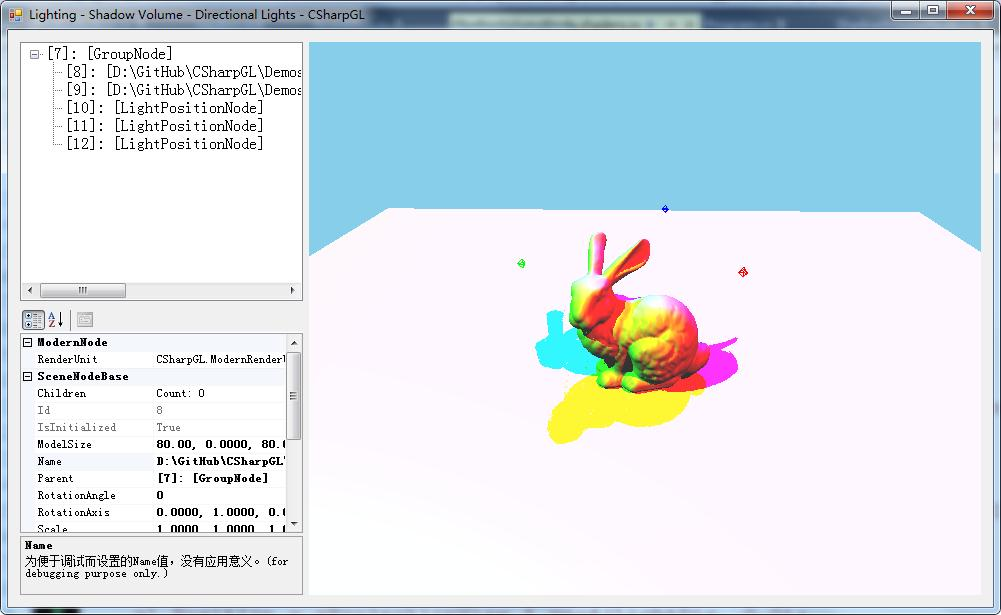 Lighting - Shadow Volume - Directional Lights - CSharpGL
[7]: [GroupNode]
[8]: [D:\GitHub\CSharpGL\Demos
[9]: [D:\GitHub\CSharpGL\Demos
[10]: [LightPositionNode]
[11]: [LightPositionNode]
[12]: [LightPositionNode]
ModernNode
RenderUnit CSharpGL.ModernRenderU
SceneNodeBase
Children Count: 0
Id 8
IsInitialized True
ModelSize 80.00, 0.0000, 80.0
Name D:\GitHub\CSharpGL\
Parent [7]: [GroupNode]
RotationAngle 0
RotationAxis 0.0000, 1.0000, 0.0
Scale 1.0000, 1.0000, 1.0
Name
为便于调试而设置的Name值，没有应用意义。(for
debugging purpose only.)